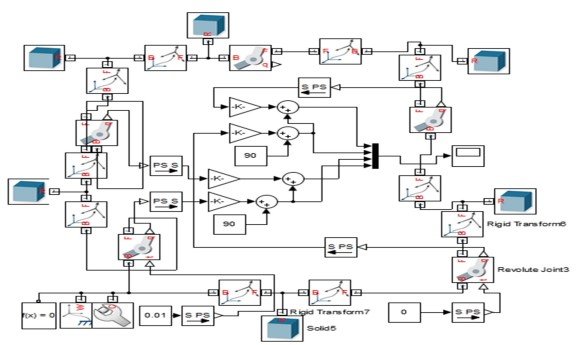 R
B F
B F
S PS
-K-
-K-
90
PS S
-K-
PS S
-K-
90
Rigid Transform6
S PS
Revolute Joint3
f(x) = 0
W
C
0.01
S PS
Rigid Transform7
Solid5
0
S PS